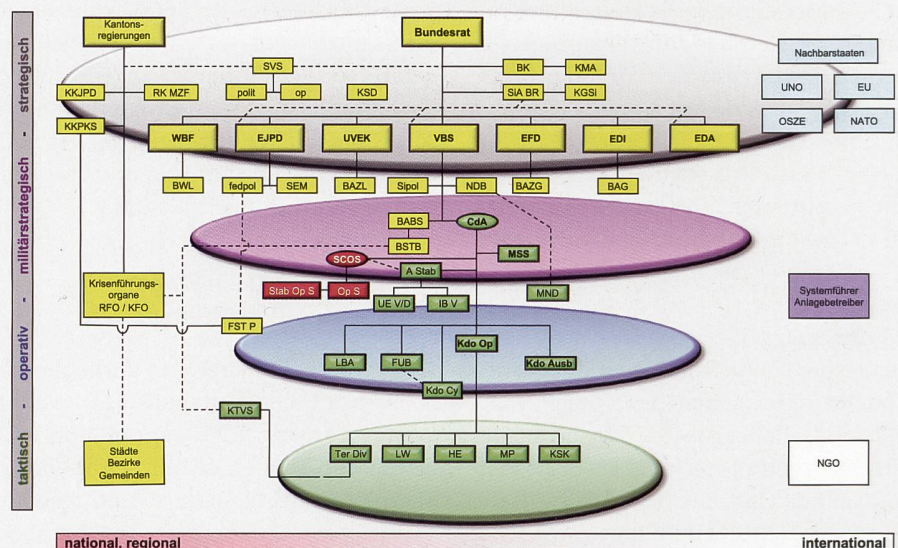 strategisch
-
militärstrategisch
-
operativ
-
taktisch
Kantons-
regierungen
Bundesrat
SVS
BK
KMA
Nachbarstaaten
KKJPD
RK MZF
polit
op
KSD
SiA BR
KGSi
UNO
EU
KKPKS
OSZE
NATO
WBF
EJPD
UVEK
VBS
EFD
EDI
EDA
BWL
fedpol
SEM
BAZL
Sipol
NDB
BAZG
BAG
BABS
CdA
BSTB
MSS
SCOS
A Stab
Krisenführungs-
organe
RFO / KFO
Stab Op S
Op S
UE V/D
IB V
MND
Systemführer
Anlagebetreiber
FST P
Kdo Op
LBA
FUB
Kdo Ausb
Kdo Cy
KTVS
Städte
Bezirke
Gemeinden
Ter Div
LW
HE
MP
KSK
NGO
national, regional
international